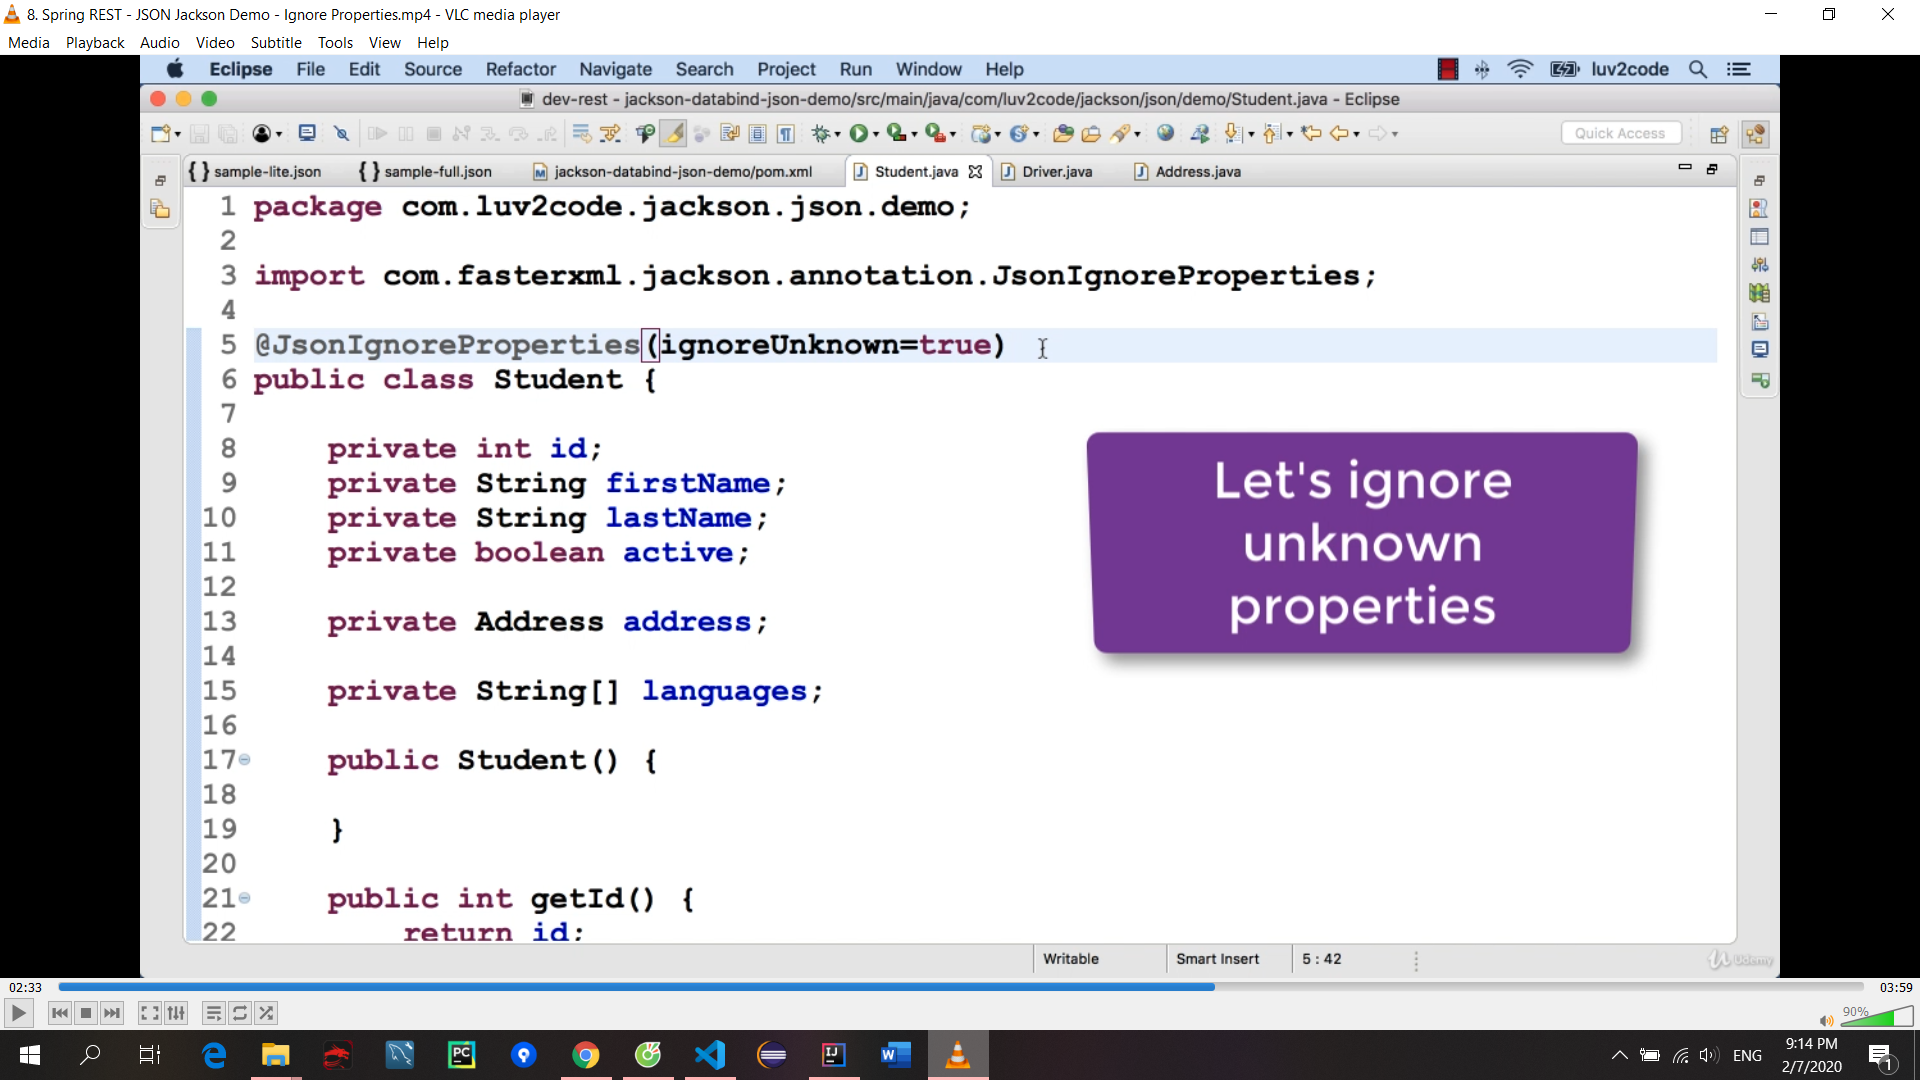 8. Spring REST - JSON Jackson Demo - Ignore Properties.mp4 - VLC media player
Media Playback Audio Video Subtitle Tools View Help
Eclipse File Edit Source Refactor Navigate Search Project Run Window Help luv2code
dev-rest - jackson-databind-json-demo/src/main/java/com/luv2code/jackson/json/demo/Student.java - Eclipse
Quick Access
{ } sample-lite.json { } sample-full.json jackson-databind-json-demo/pom.xml Student.java Driver.java Address.java
1 package com.luv2code.jackson.json.demo;
2
3 import com.fasterxml.jackson.annotation.JsonIgnoreProperties;
4
5 @JsonIgnoreProperties(ignoreUnknown=true)
6 public class Student {
7
8 private int id;
9 private String firstName;
10 private String lastName;
11 private boolean active;
12
13 private Address address;
14
15 private String[] languages;
16
17 public Student() {
18
19 }
20
21 public int getId() {
22 return id;
Let's ignore
unknown
properties
Writable Smart Insert 5 : 42
Udemy
02:33 03:59
90%
ENG
9:14 PM
2/7/2020
1